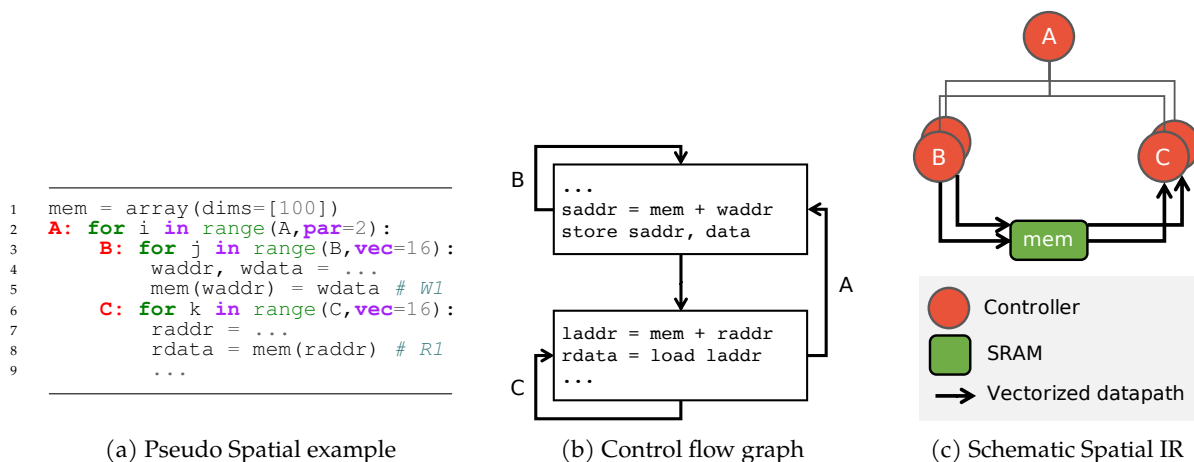 1 mem = array(dims=[100])
2 A: for i in range(A,par=2):
3 B: for j in range(B,vec=16):
4 waddr, wdata = ...
5 mem(waddr) = wdata # W1
6 C: for k in range(C,vec=16):
7 raddr = ...
8 rdata = mem(raddr) # R1
9 ...
(a) Pseudo Spatial example
B
...
saddr = mem + waddr
store saddr, data
A
laddr = mem + raddr
rdata = load laddr
...
C
(b) Control flow graph
A
B
C
mem
Controller
SRAM
Vectorized datapath
(c) Schematic Spatial IR